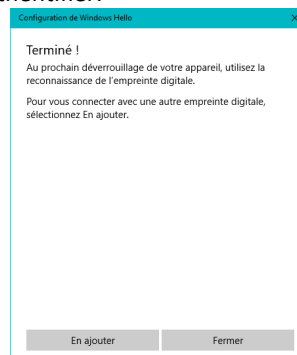 Configuration de Windows Hello
Terminé !
Au prochain déverrouillage de votre appareil, utilisez la
reconnaissance de l'empreinte digitale.
Pour vous connecter avec une autre empreinte digitale,
sélectionnez En ajouter.
En ajouter
Fermer